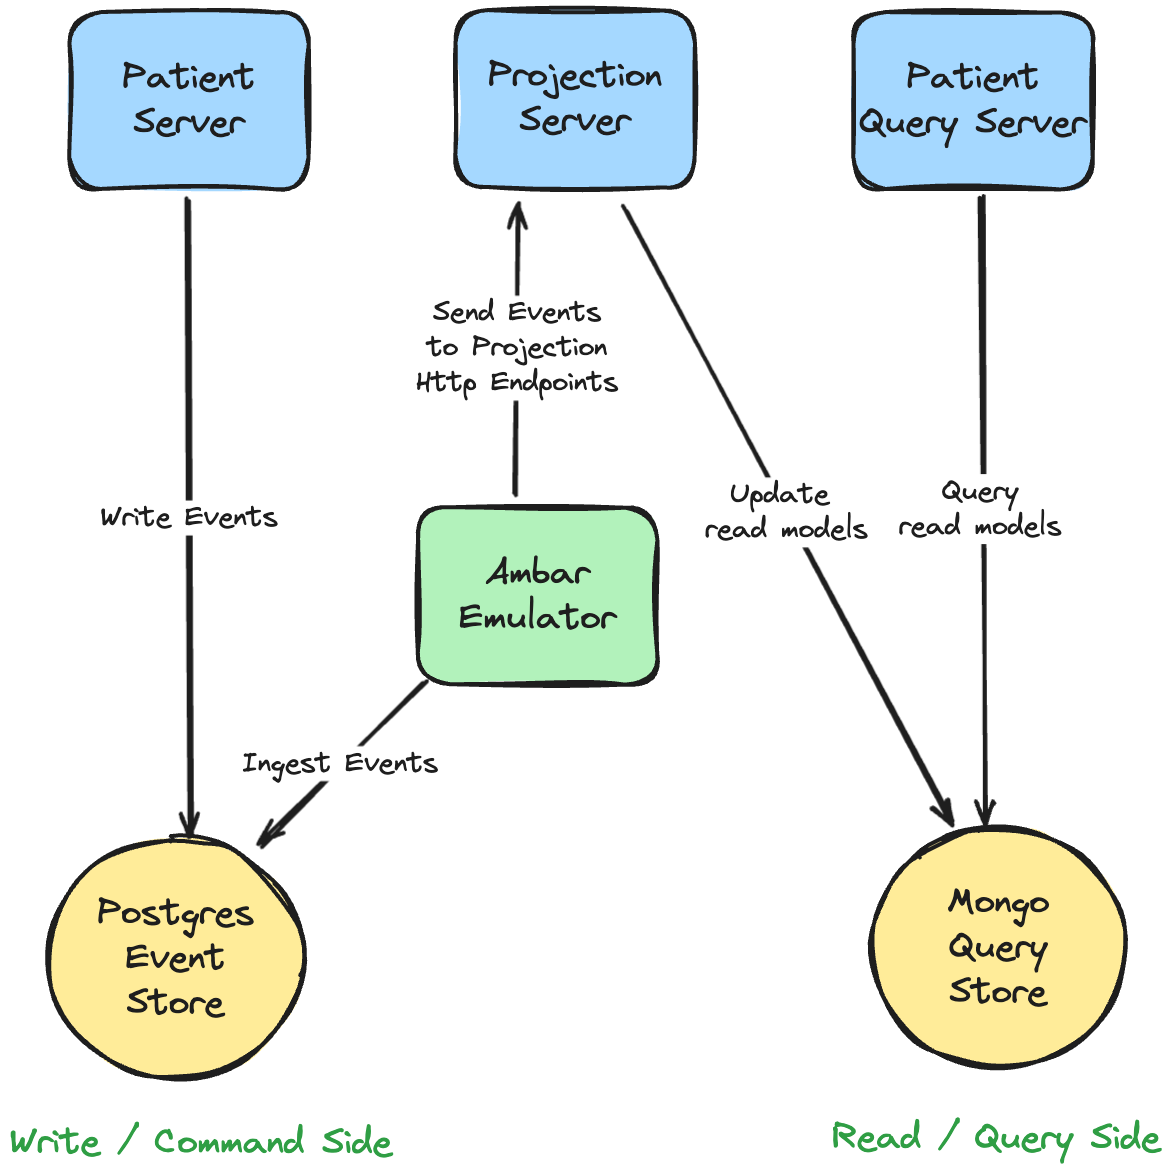 Patient
Server
Projection
Server
Patient
Query Server
Send Events
to Projection
Http Endpoints
Write Events
Update
read models
Query
read models
Ambar
Emulator
Ingest Events
Postgres
Event
Store
Mongo
Query
Store
Write / Command Side
Read / Query Side